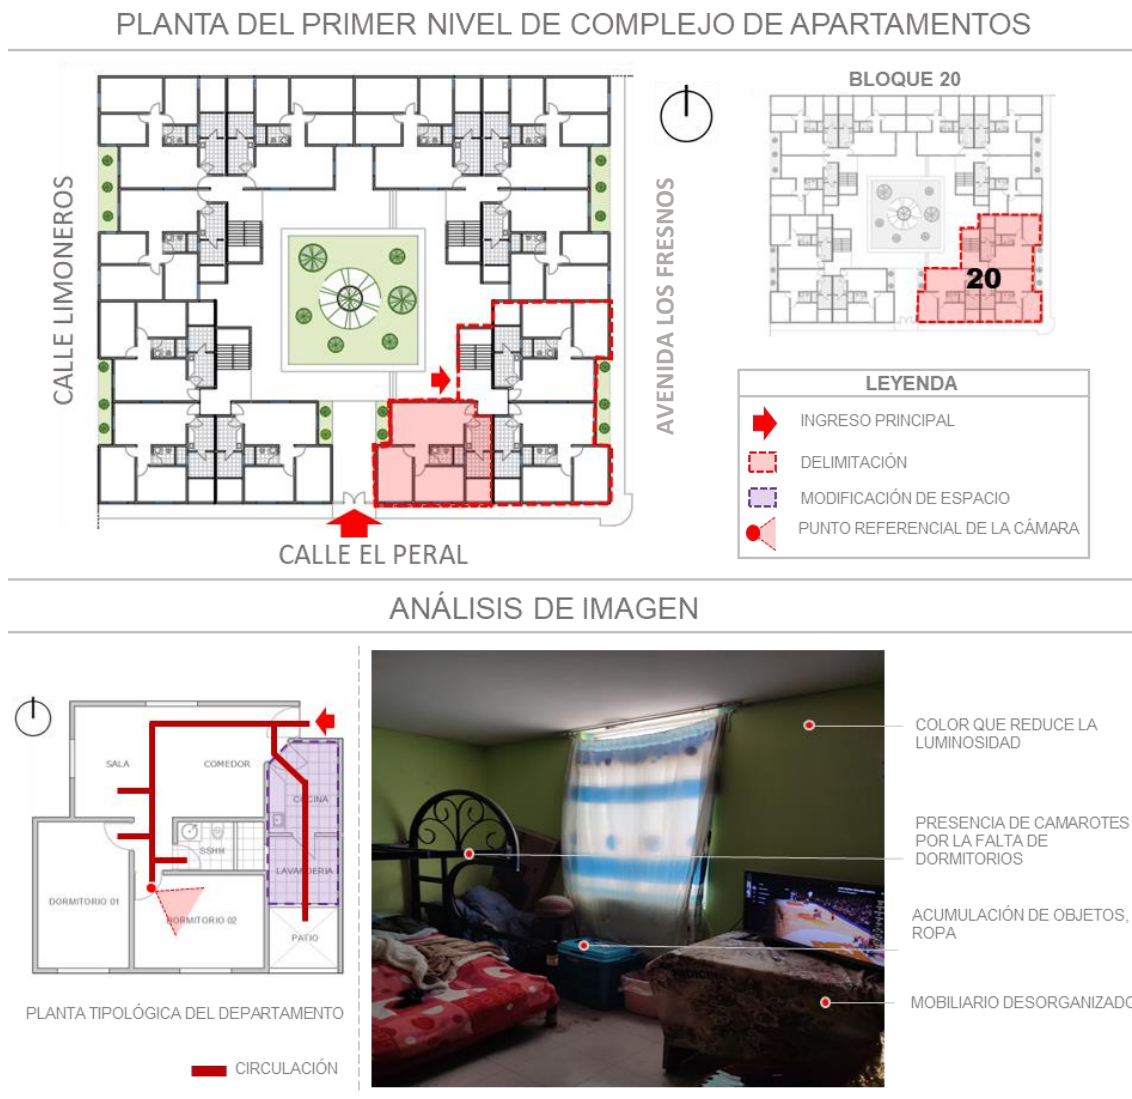 PLANTA DEL PRIMER NIVEL DE COMPLEJO DE APARTAMENTOS
CALLE LIMONEROS
AVENIDA LOS FRESNOS
CALLE EL PERAL
BLOQUE 20
20
LEYENDA
INGRESO PRINCIPAL
DELIMITACIÓN
MODIFICACIÓN DE ESPACIO
PUNTO REFERENCIAL DE LA CÁMARA
ANÁLISIS DE IMAGEN
SALA
COMEDOR
COCINA
SSHH
LAVANDERIA
DORMITORIO 01
DORMITORIO 02
PATIO
PLANTA TIPOLÓGICA DEL DEPARTAMENTO
CIRCULACIÓN
COLOR QUE REDUCE LA
LUMINOSIDAD
PRESENCIA DE CAMAROTES
POR LA FALTA DE
DORMITORIOS
ACUMULACIÓN DE OBJETOS,
ROPA
MOBILIARIO DESORGANIZADO